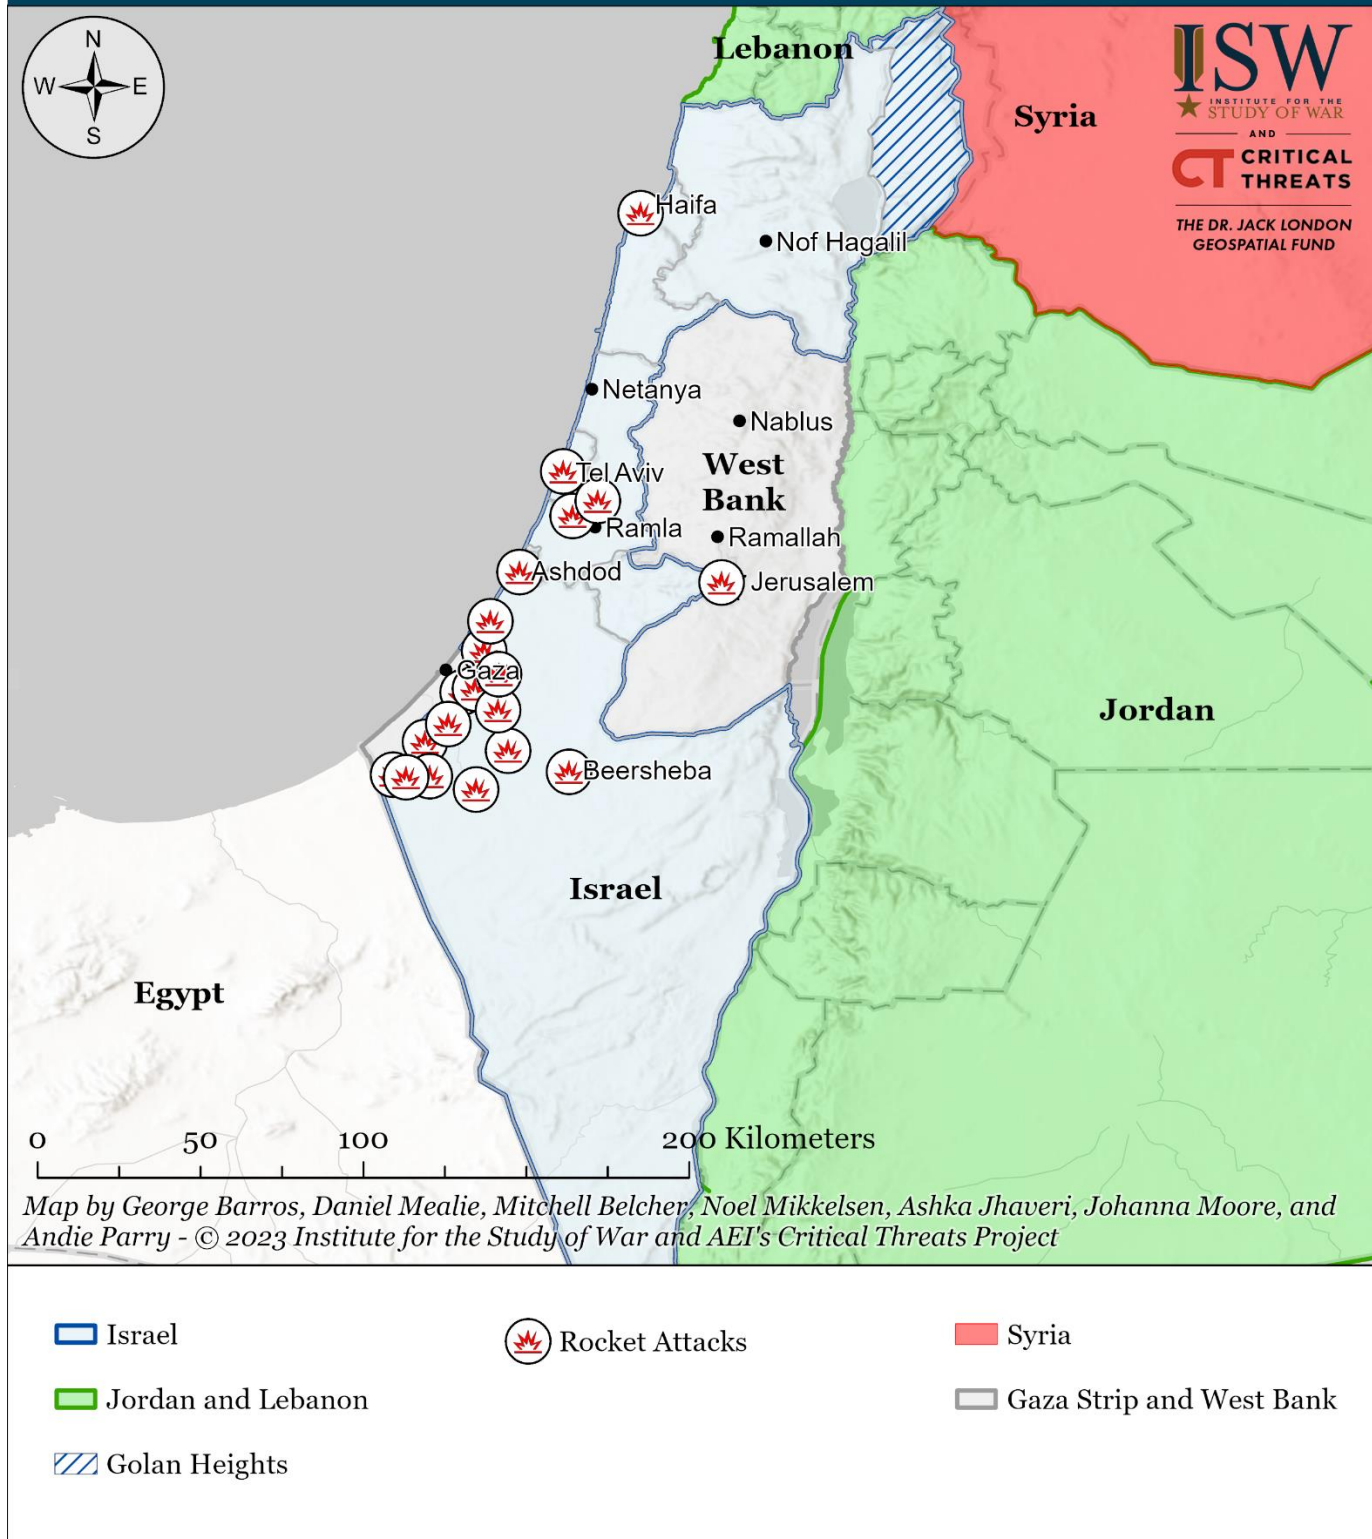 N
W E
S
Lebanon
Syria
ISW
INSTITUTE FOR THE
STUDY OF WAR
AND
CT CRITICAL
THREATS
THE DR. JACK LONDON
GEOSPATIAL FUND
Haifa
Nof Hagalil
Netanya
Nablus
West
Bank
Tel Aviv
Ramla
Ramallah
Ashdod
Jerusalem
Gaza
Jordan
Beersheba
Israel
Egypt
0 50 100 200 Kilometers
Map by George Barros, Daniel Mealie, Mitchell Belcher, Noel Mikkelsen, Ashka Jhaveri, Johanna Moore, and
Andie Parry - © 2023 Institute for the Study of War and AEI's Critical Threats Project
Israel
Rocket Attacks
Syria
Jordan and Lebanon
Gaza Strip and West Bank
Golan Heights